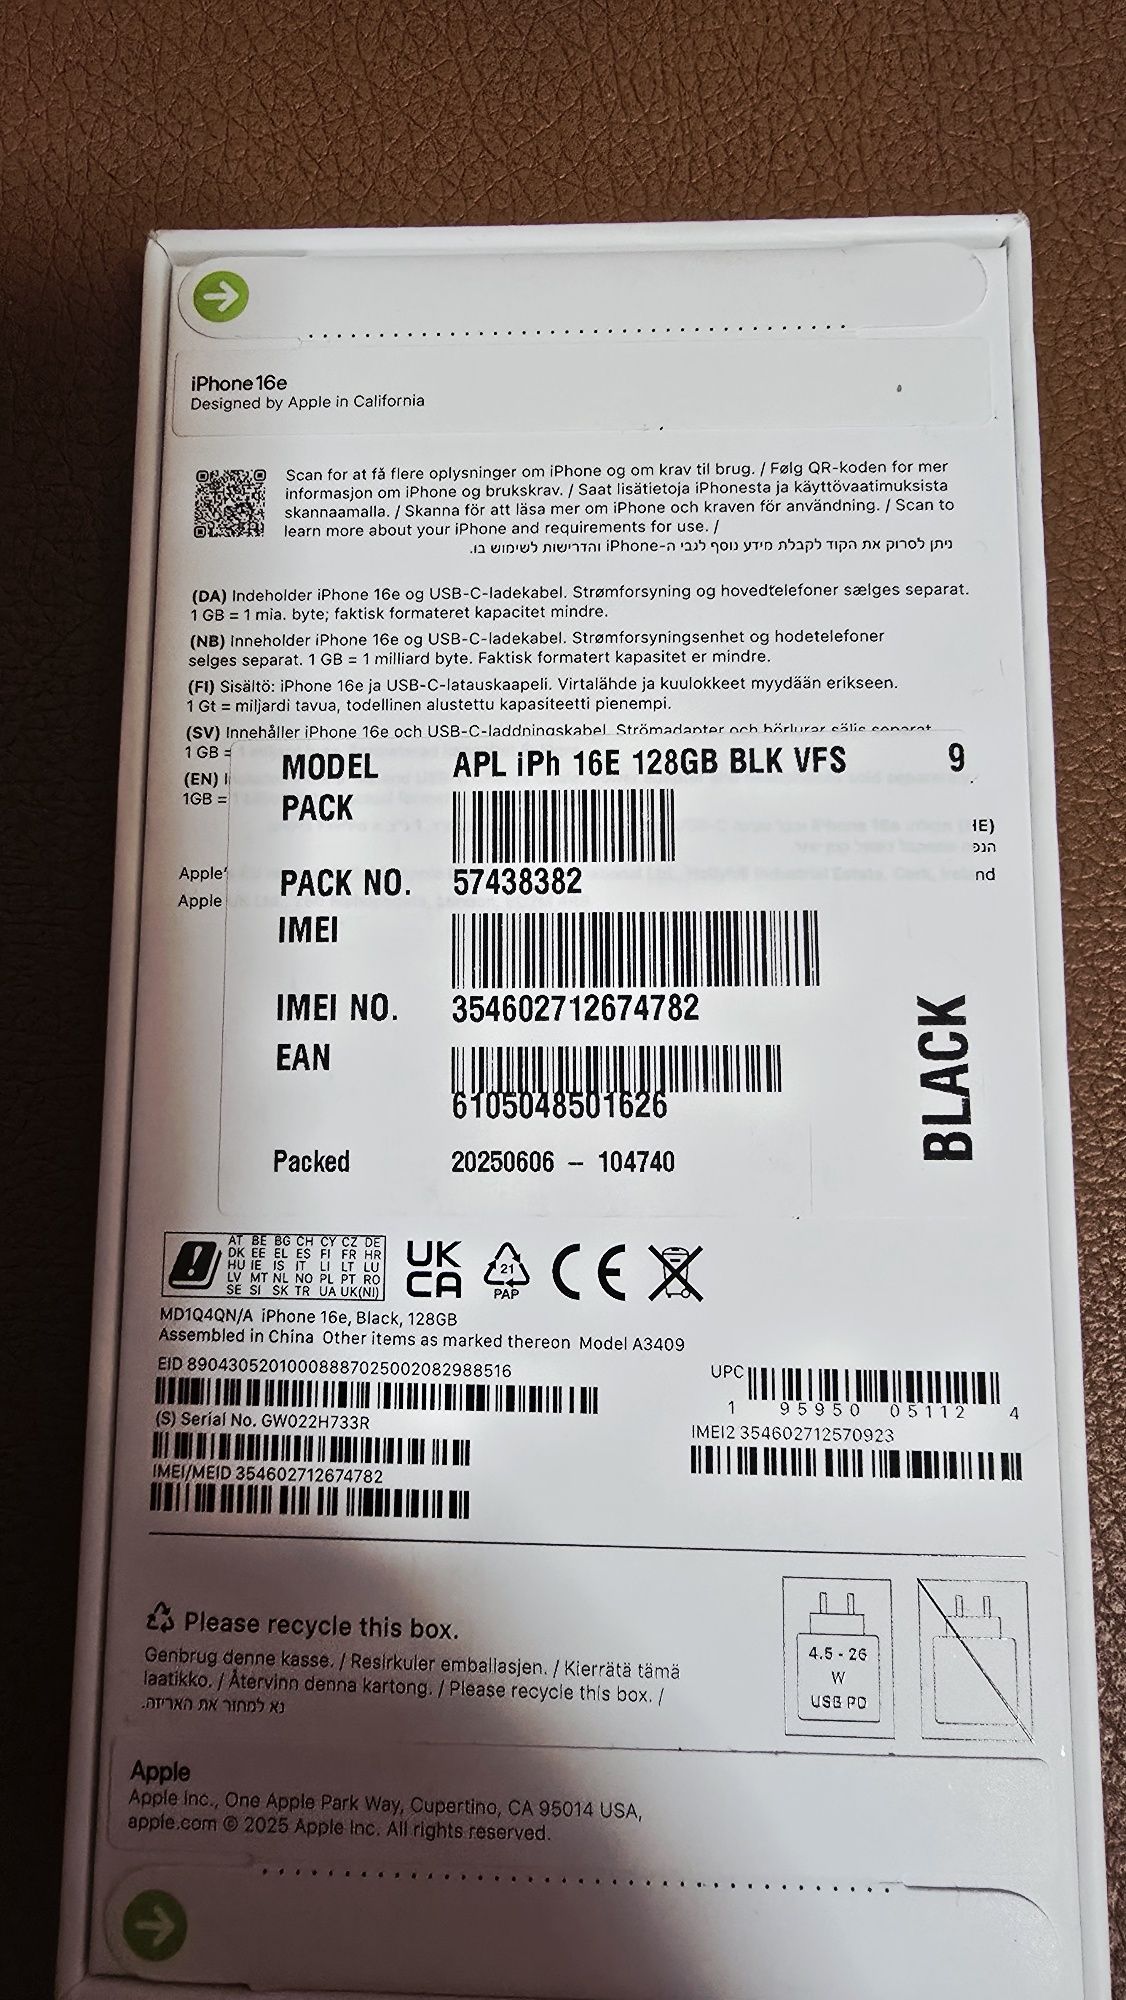 iPhone 16e
Designed by Apple in California
Scan for at få flere oplysninger om iPhone og om krav til brug. / Følg QR-koden for mer
informasjon om iPhone og brukskrav. / Saat lisätietoja iPhonesta ja käyttövaatimuksista
skannaamalla. / Skanna för att läsa mer om iPhone och kraven för användning. / Scan to
learn more about your iPhone and requirements for use. /
ניתן לסרוק את הקוד לקבלת מידע נוסף לגבי ה-iPhone והדרישות לשימוש בו.
(DA) Indeholder iPhone 16e og USB-C-ladekabel. Strømforsyning og hovedtelefoner sælges separat.
1 GB = 1 mia. byte; faktisk formateret kapacitet mindre.
(NB) Inneholder iPhone 16e og USB-C-ladekabel. Strømforsyningsenhet og hodetelefoner
selges separat. 1 GB = 1 milliard byte. Faktisk formatert kapasitet er mindre.
(FI) Sisältö: iPhone 16e ja USB-C-latauskaapeli. Virtalähde ja kuulokkeet myydään erikseen.
1 Gt = miljardi tavua, todellinen alustettu kapasiteetti pienempi.
(SV) Innehåller iPhone 16e och USB-C-laddningskabel. Strömadapter och hörlurar säljs separat.
1 GB =
(EN)
1GB =
Apple
Apple
MODEL APL iPh 16E 128GB BLK VFS 9
PACK
PACK NO. 57438382
IMEI
IMEI NO. 354602712674782
EAN
6105048501626
Packed 20250606 – 104740
BLACK
AT BE BG CH CY CZ DE
DK EE EL ES FI FR HR
HU IE IS IT LI LT LU
LV MT NL NO PL PT RO
SE SI SK TR UA UK(NI)
UK
CA
21
PAP
CE
MD1Q4QN/A iPhone 16e, Black, 128GB
Assembled in China Other items as marked thereon Model A3409
EID 89043052010008887025002082988516
UPC
1 95950 05112 4
(S) Serial No. GW022H733R
IMEI2 354602712570923
IMEI/MEID 354602712674782
Please recycle this box.
Genbrug denne kasse. / Resirkuler emballasjen. / Kierrätä tämä
laatikko. / Återvinn denna kartong. / Please recycle this box. /
נא למחזר את האריזה.
4.5 - 26
W
USB PD
Apple
Apple Inc., One Apple Park Way, Cupertino, CA 95014 USA,
apple.com © 2025 Apple Inc. All rights reserved.